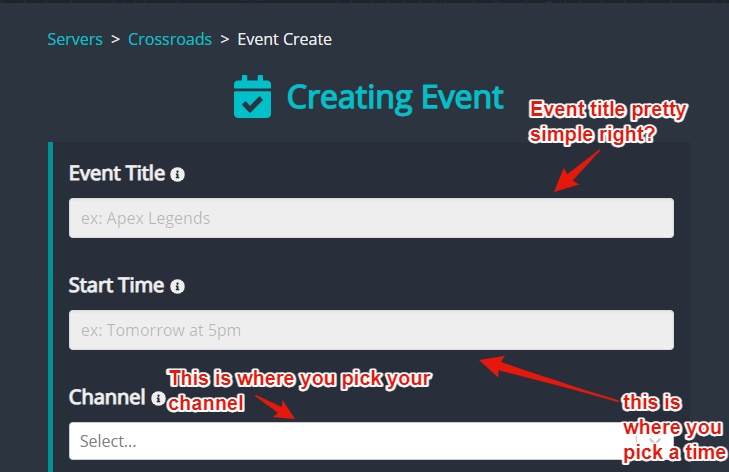 Servers > Crossroads > Event Create
Creating Event
Event title pretty
simple right?
Event Title
ex: Apex Legends
Start Time
ex: Tomorrow at 5pm
This is where you pick your
channel
Channel
this is
where you
pick a time
Select...